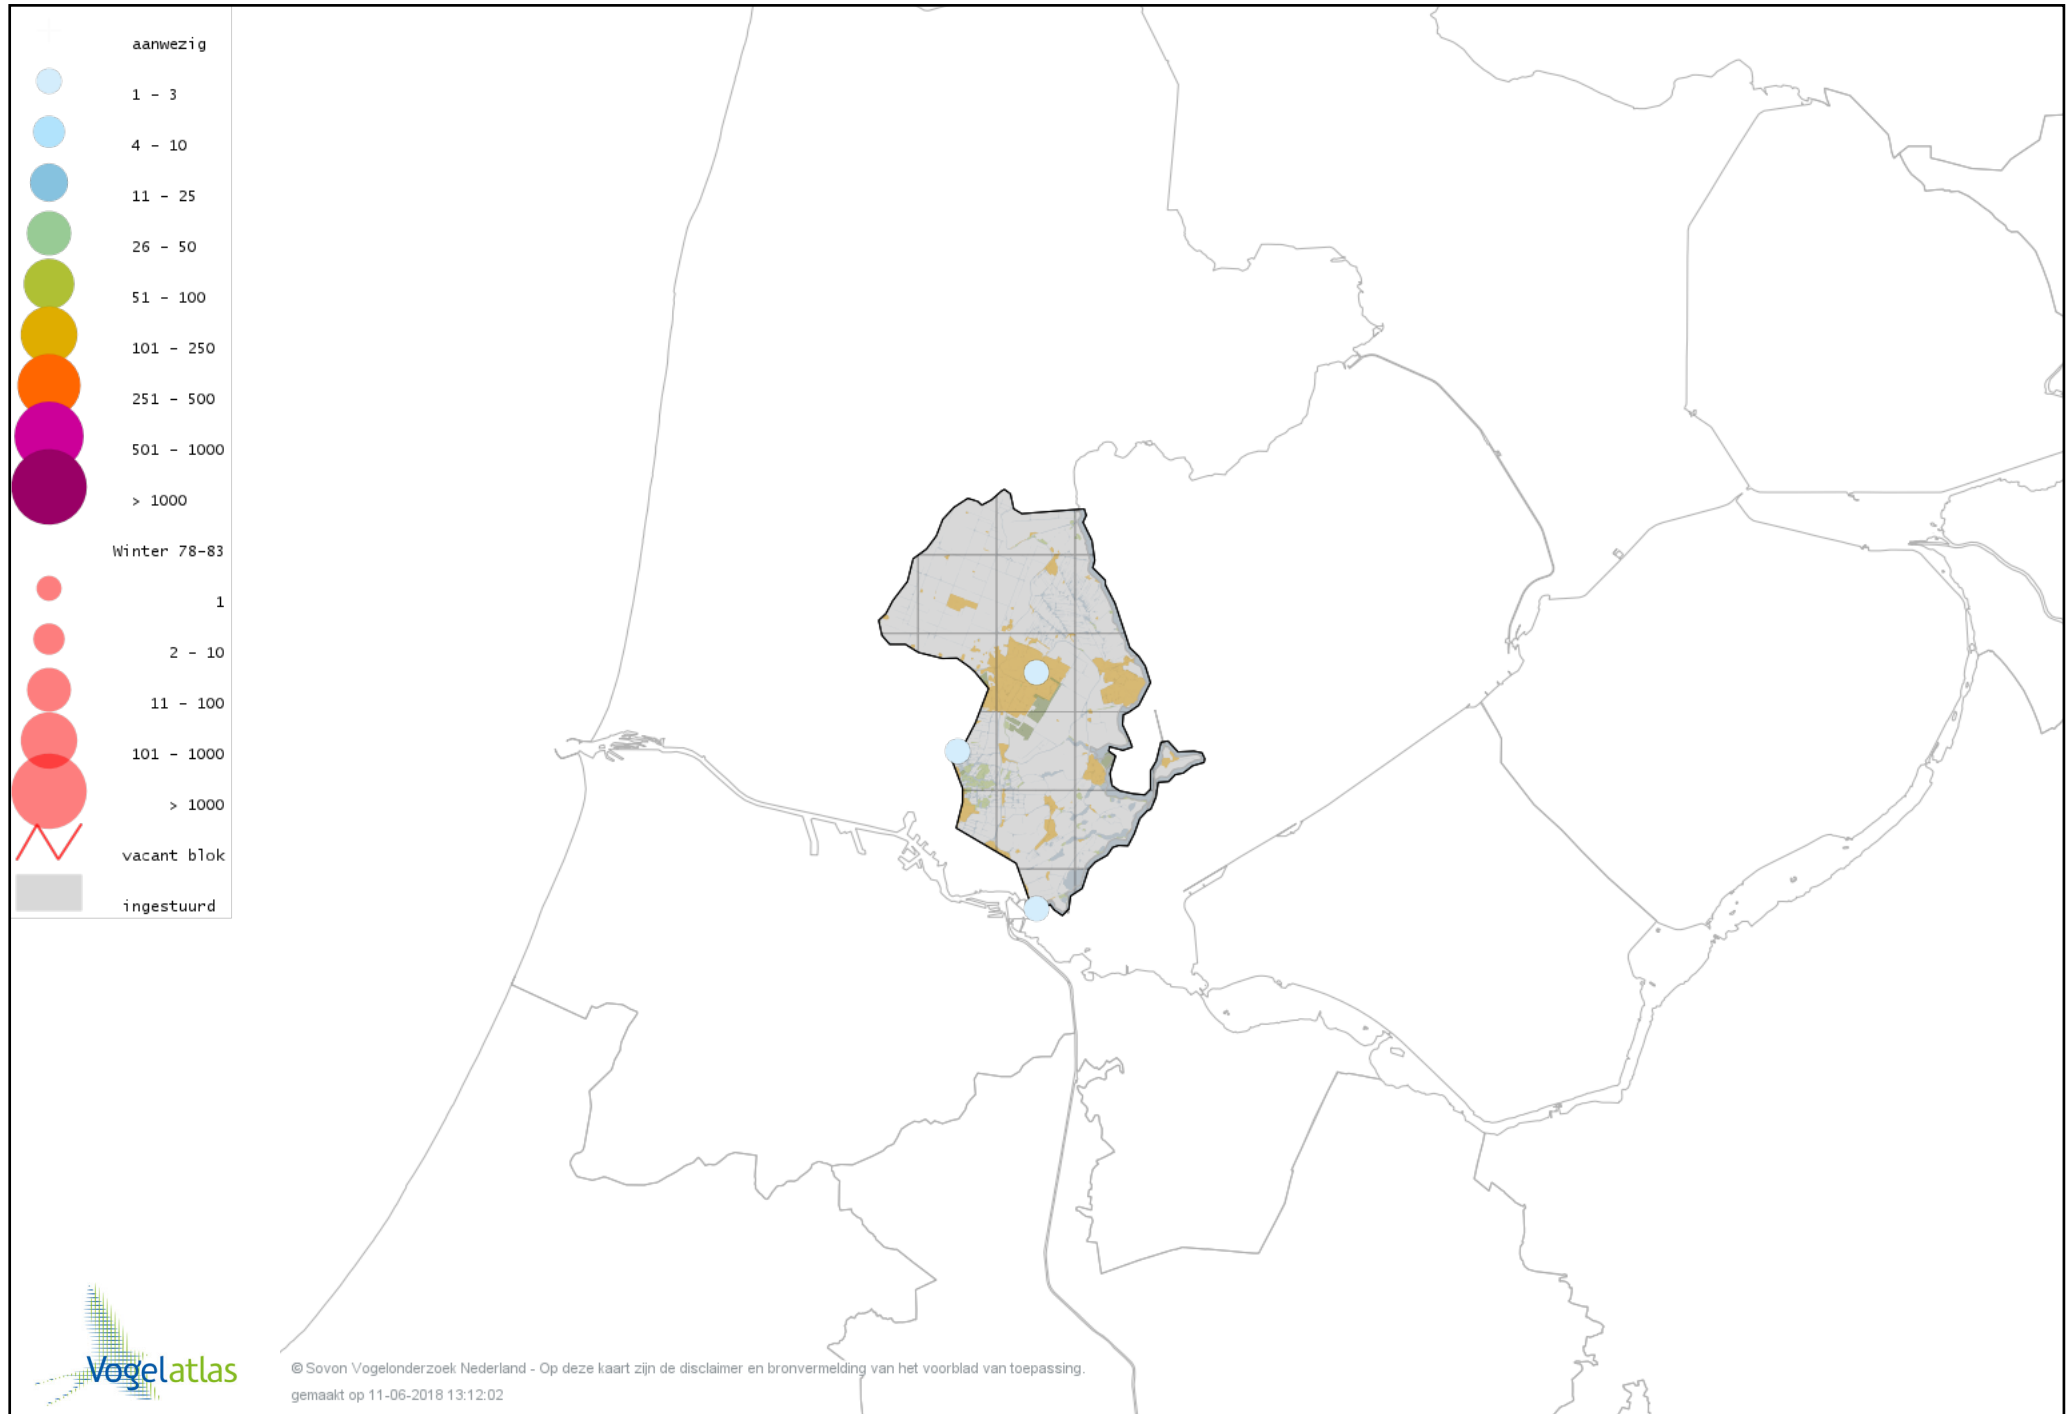 aanwezig
1 - 3
4 - 10
11 - 25
26 - 50
51 - 100
101 - 250
251 - 500
501 - 1000
> 1000
Winter 78-83
1
2 - 10
11 - 100
101 - 1000
> 1000
vacant blok
ingestuurd
Vogelatlas
© Sovon Vogelonderzoek Nederland - Op deze kaart zijn de disclaimer en bronvermelding van het voorblad van toepassing.
gemaakt op 11-06-2018 13:12:02